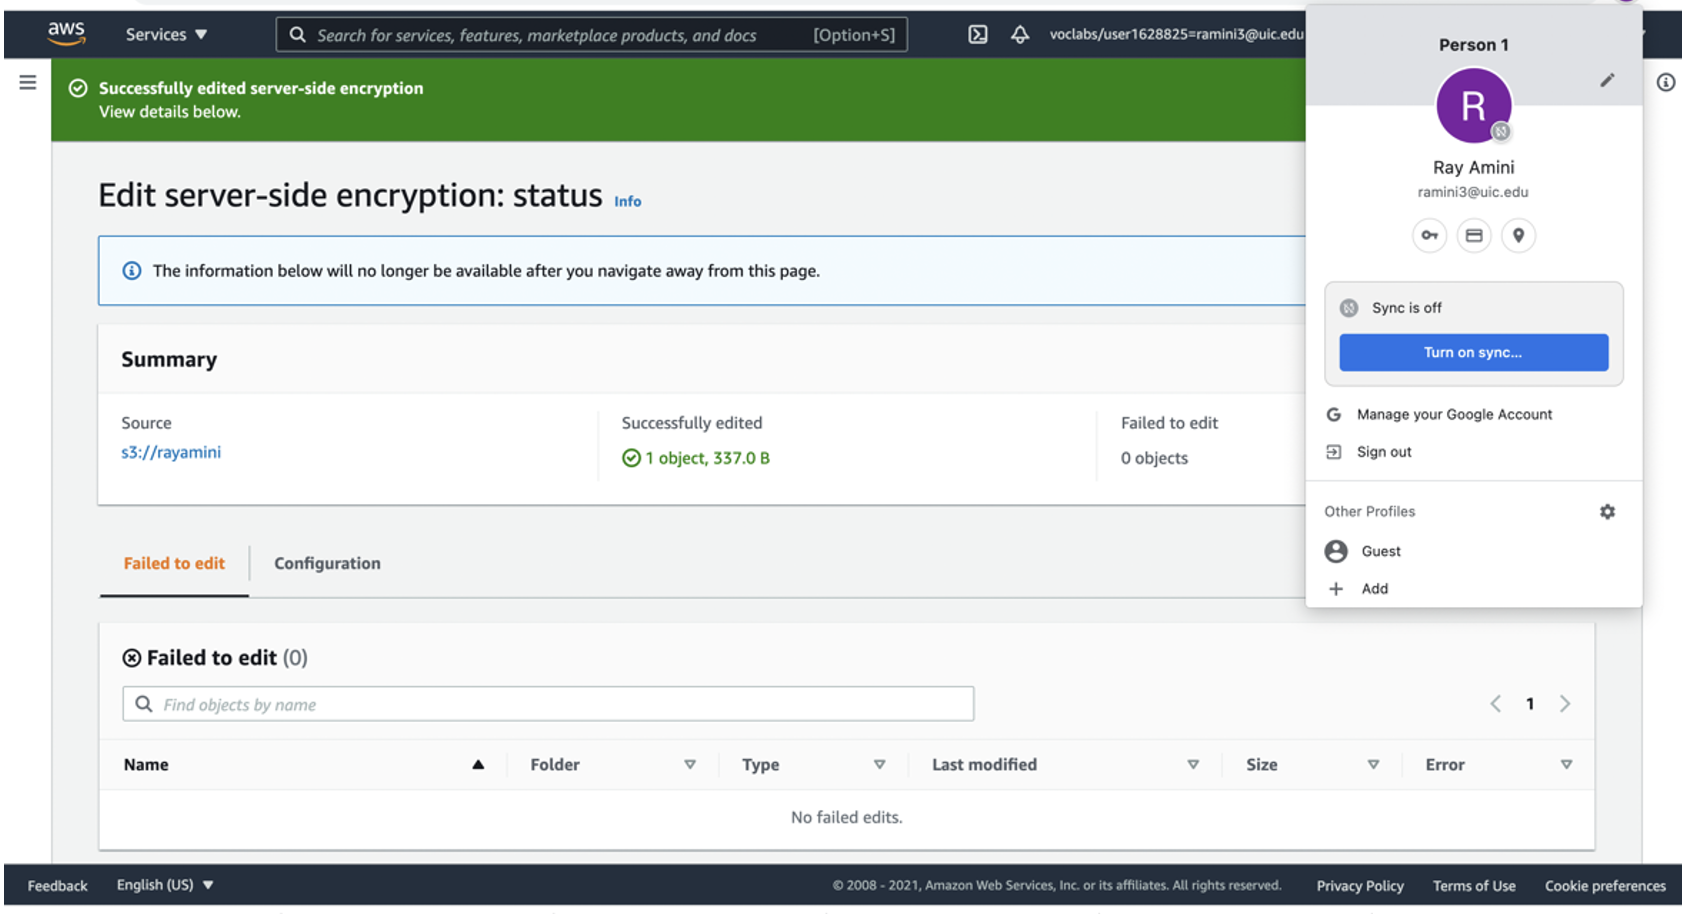 aws
Services ▼
Search for services, features, marketplace products, and docs
[Option+S]
voclabs/user1628825=ramini3@uic.edu
Successfully edited server-side encryption
View details below.
Edit server-side encryption: status Info
The information below will no longer be available after you navigate away from this page.
Summary
Source
s3://rayamini
Successfully edited
1 object, 337.0 B
Failed to edit
0 objects
Failed to edit
Configuration
Failed to edit (0)
Find objects by name
1
Name
Folder
Type
Last modified
Size
Error
No failed edits.
Person 1
R
Ray Amini
ramini3@uic.edu
Sync is off
Turn on sync...
G Manage your Google Account
Sign out
Other Profiles
Guest
Add
Feedback
English (US) ▼
© 2008 - 2021, Amazon Web Services, Inc. or its affiliates. All rights reserved.
Privacy Policy
Terms of Use
Cookie preferences